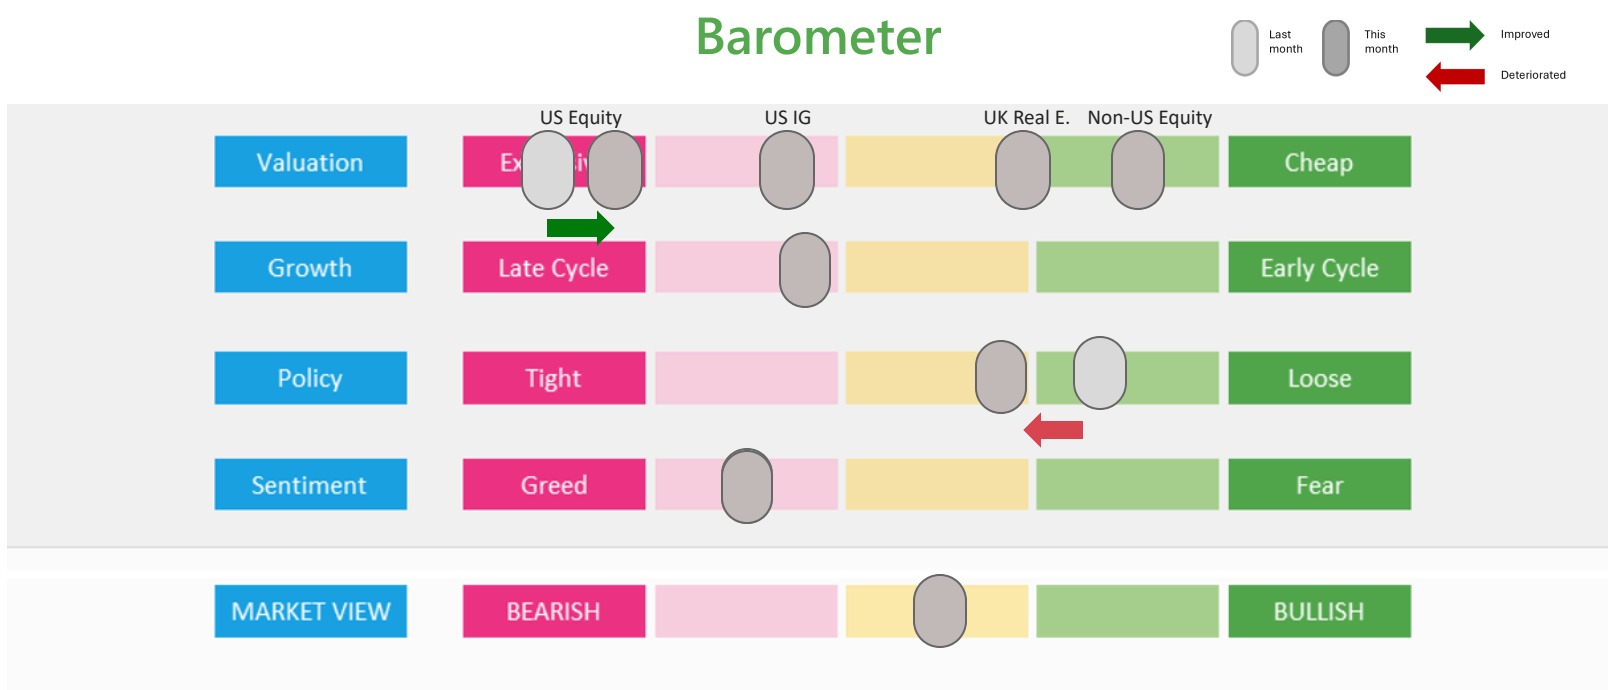 Barometer
Last
month
This
month
Improved
Deteriorated
US Equity
US IG
UK Real E.
Non-US Equity
Valuation
Cheap
Growth
Late Cycle
Early Cycle
Policy
Tight
Loose
Sentiment
Greed
Fear
MARKET VIEW
BEARISH
BULLISH